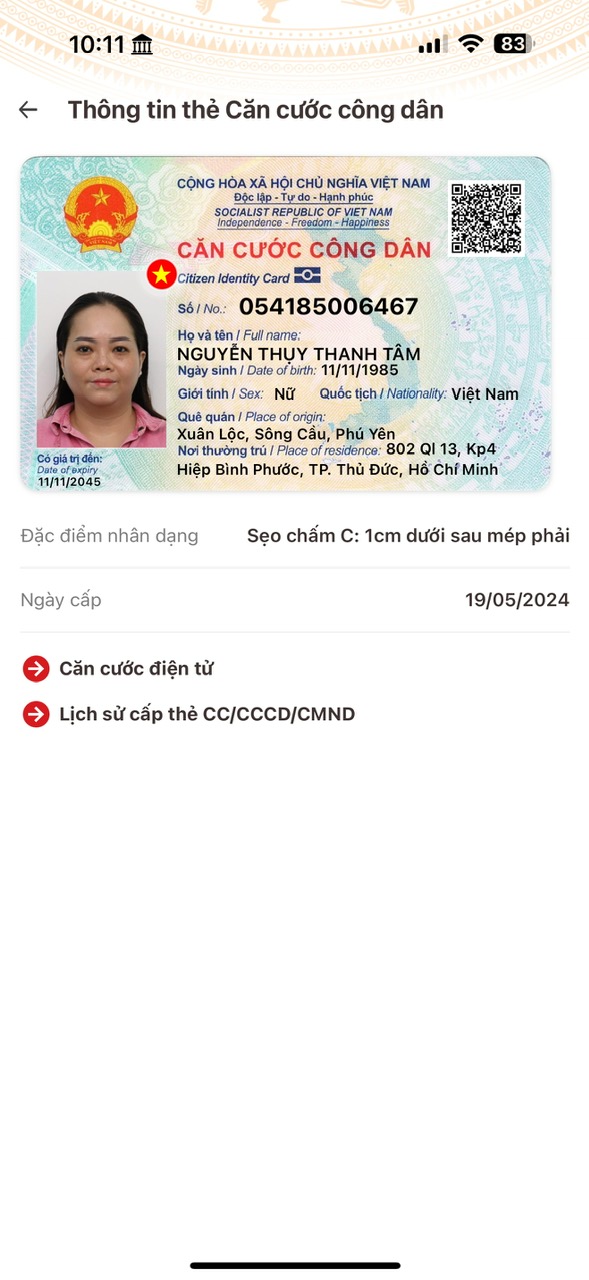 10:11
83
Thông tin thẻ Căn cước công dân
CỘNG HÒA XÃ HỘI CHỦ NGHĨA VIỆT NAM
Độc lập - Tự do - Hạnh phúc
SOCIALIST REPUBLIC OF VIET NAM
Independence - Freedom - Happiness
CĂN CƯỚC CÔNG DÂN
Citizen Identity Card
Số / No.: 054185006467
Họ và tên / Full name:
NGUYỄN THỤY THANH TÂM
Ngày sinh / Date of birth: 11/11/1985
Giới tính / Sex: Nữ Quốc tịch / Nationality: Việt Nam
Quê quán / Place of origin:
Xuân Lộc, Sông Cầu, Phú Yên
Nơi thường trú / Place of residence: 802 Ql 13, Kp4
Hiệp Bình Phước, TP. Thủ Đức, Hồ Chí Minh
Có giá trị đến:
Date of expiry
11/11/2045
Đặc điểm nhân dạng Sẹo chấm C: 1cm dưới sau mép phải
Ngày cấp 19/05/2024
Căn cước điện tử
Lịch sử cấp thẻ CC/CCCD/CMND